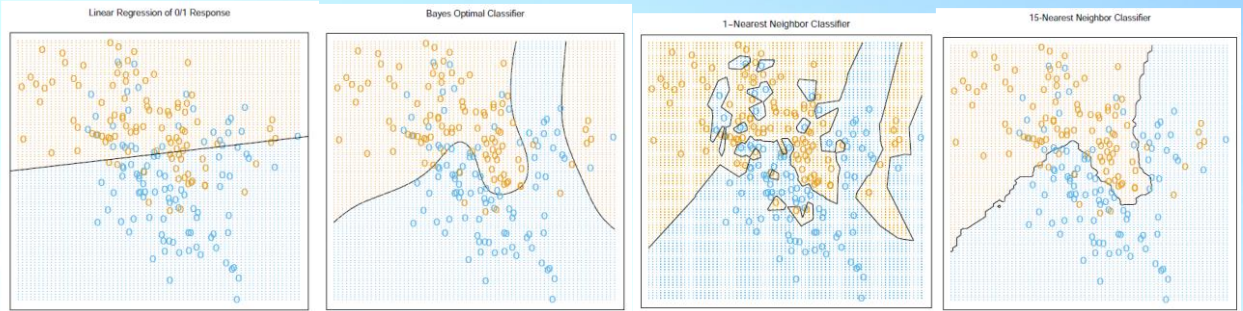 Linear Regression of 0/1 Response
Bayes Optimal Classifier
1−Nearest Neighbor Classifier
15-Nearest Neighbor Classifier